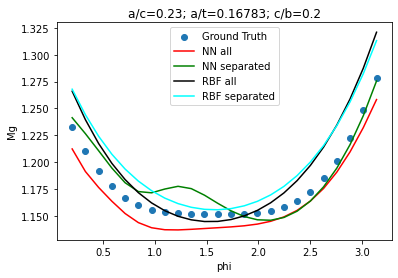 a/c=0.23; a/t=0.16783; c/b=0.2
Ground Truth
NN all
NN separated
RBF all
RBF separated
1.325
1.300
1.275
1.250
1.225
1.200
1.175
1.150
Mg
0.5 1.0 1.5 2.0 2.5 3.0
phi